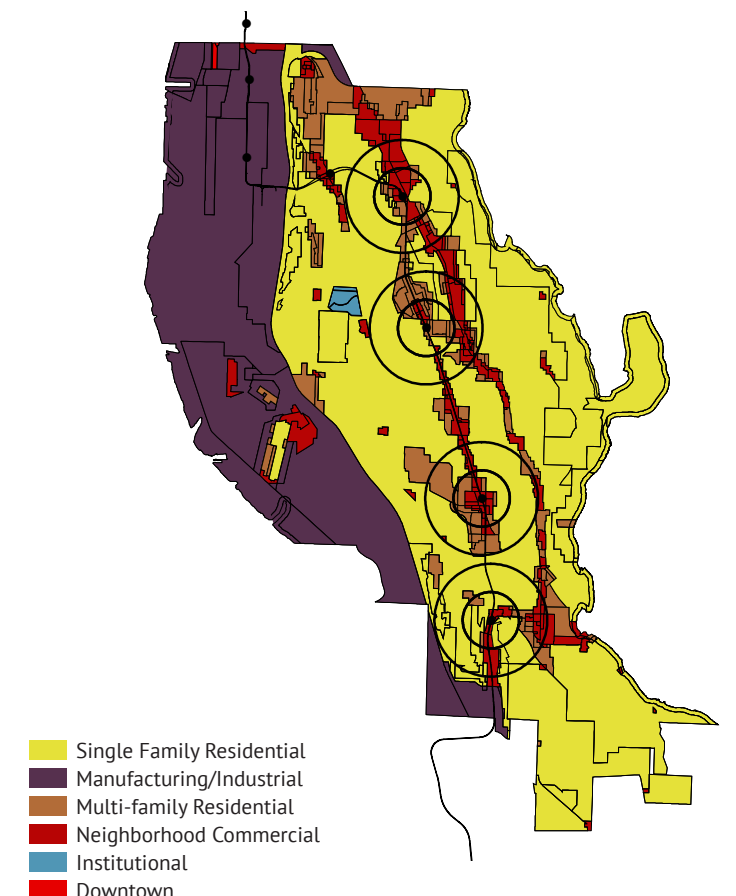 Single Family Residential
Manufacturing/Industrial
Multi-family Residential
Neighborhood Commercial
Institutional
Downtown